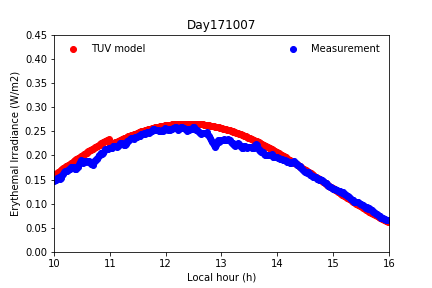 Day171007
TUV model
Measurement
Erythemal Irradiance (W/m2)
0.45
0.40
0.35
0.30
0.25
0.20
0.15
0.10
0.05
0.00
10 11 12 13 14 15 16
Local hour (h)